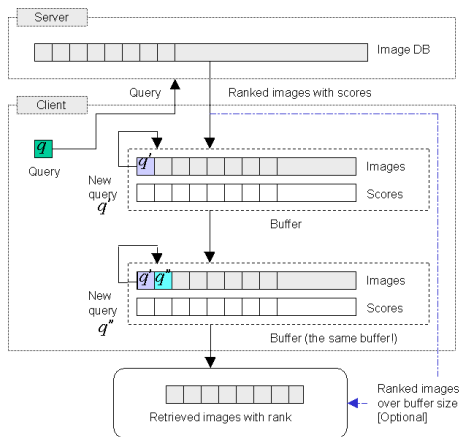 Server
Image DB
Query
Ranked images with scores
Client
q
Query
q'
Images
New
query
q'
Scores
Buffer
q' q"
Images
New
query
q"
Scores
Buffer (the same buffer!)
Retrieved images with rank
Ranked images
over buffer size
[Optional]